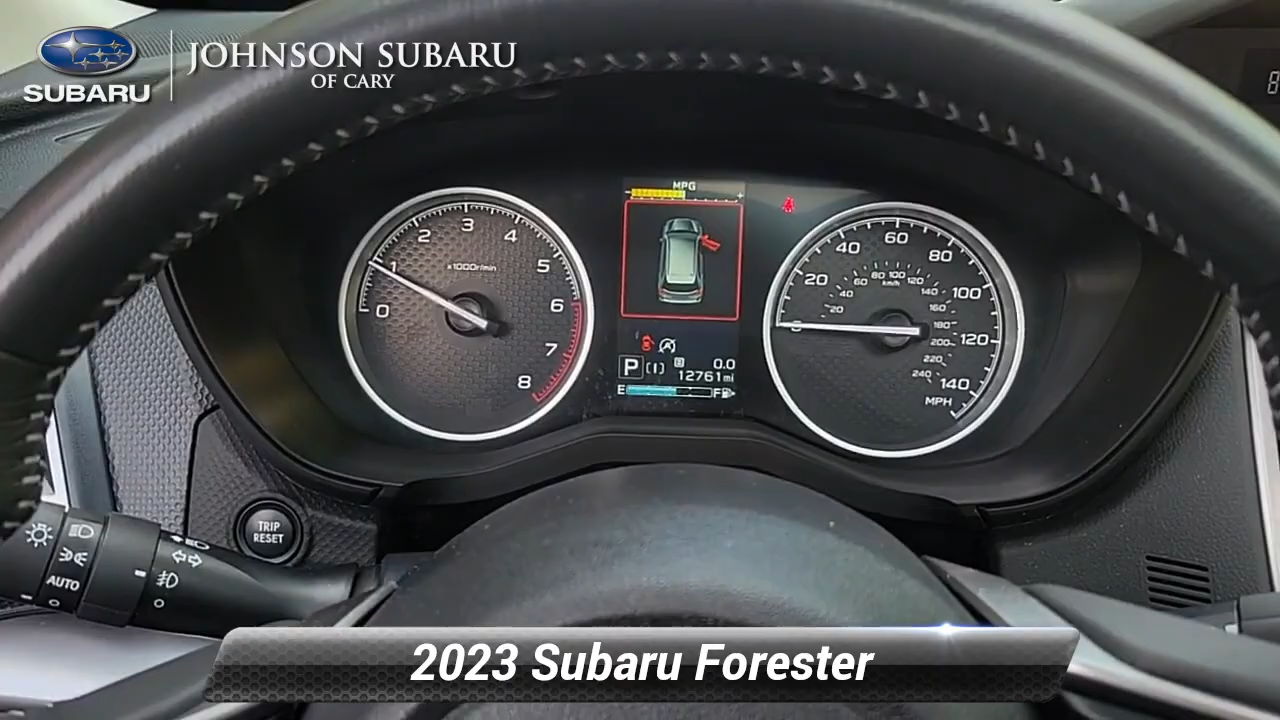 SUBARU
JOHNSON SUBARU
OF CARY
8
MPG
- +
0 1 2 3 4 5 6 7 8
x1000r/min
P
0.0
12761 mi
E F
0 20 40 60 80 100 120 140
20 40 60 80 100 120 140 160 180 200 220 240
km/h
MPH
TRIP
RESET
AUTO
2023 Subaru Forester